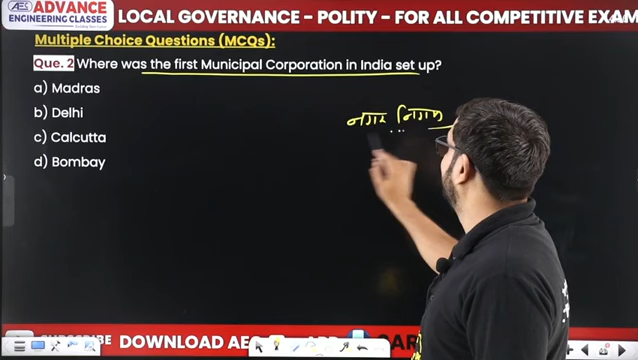 AES ADVANCE
ENGINEERING CLASSES
LOCAL GOVERNANCE - POLITY - FOR ALL COMPETITIVE EXAM
Multiple Choice Questions (MCQs):
Que. 2 Where was the first Municipal Corporation in India set up?
a) Madras
b) Delhi
c) Calcutta
d) Bombay
नगर निगम
DOWNLOAD